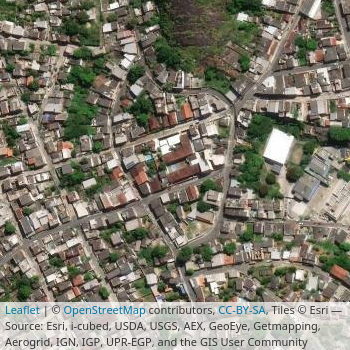 Leaflet | © OpenStreetMap contributors, CC-BY-SA, Tiles © Esri —
Source: Esri, i-cubed, USDA, USGS, AEX, GeoEye, Getmapping,
Aerogrid, IGN, IGP, UPR-EGP, and the GIS User Community